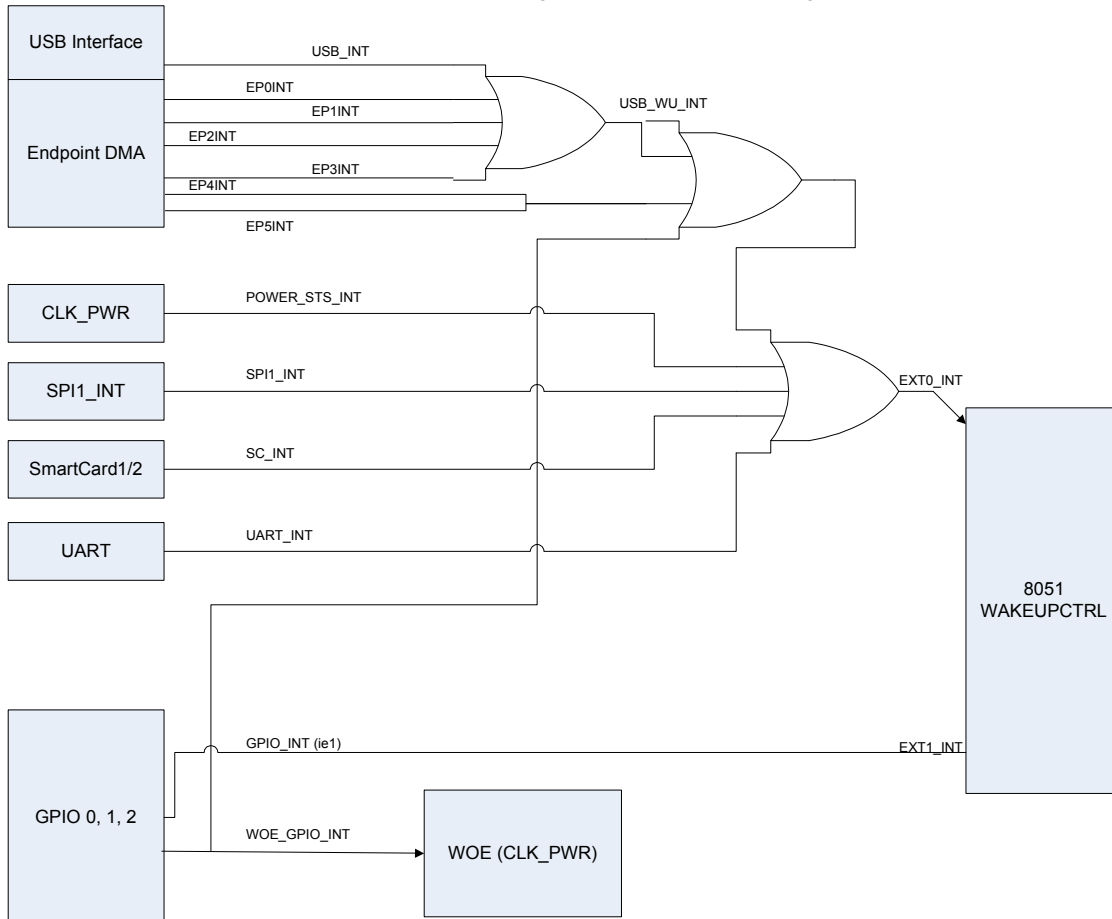 USB Interface
USB_INT
EP0INT
EP1INT
USB_WU_INT
EP2INT
Endpoint DMA
EP3INT
EP4INT
EP5INT
CLK_PWR
POWER_STS_INT
SPI1_INT
SPI1_INT
EXT0_INT
SmartCard1/2
SC_INT
UART
UART_INT
8051
WAKEUPCTRL
GPIO_INT (ie1)
EXT1_INT
GPIO 0, 1, 2
WOE_GPIO_INT
WOE (CLK_PWR)